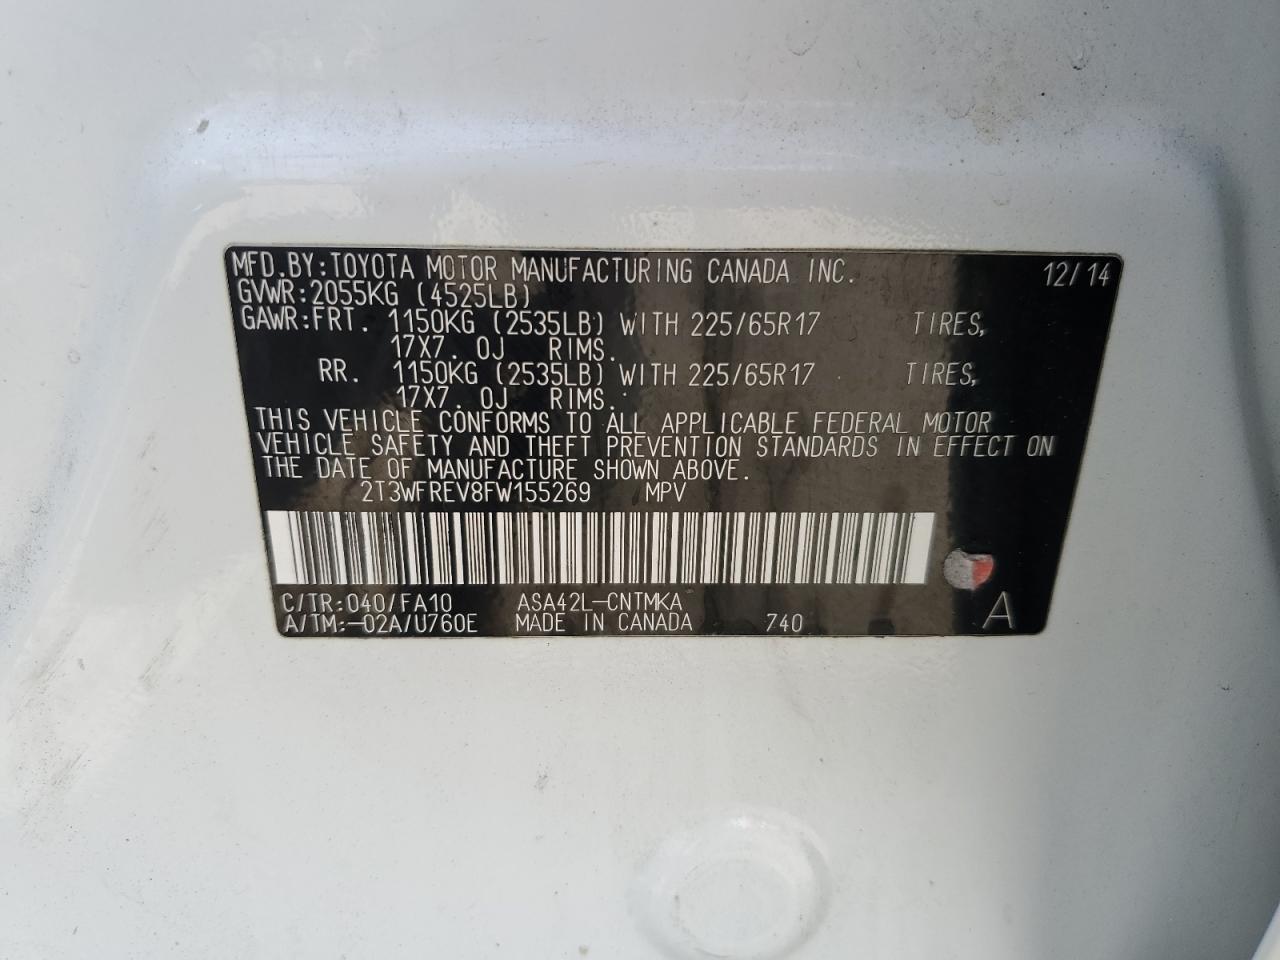 MFD.BY:TOYOTA MOTOR MANUFACTURING CANADA INC. 12/14
GVWR:2055KG (4525LB)
GAWR:FRT. 1150KG (2535LB) WITH 225/65R17 TIRES,
17X7. 0J RIMS.
RR. 1150KG (2535LB) WITH 225/65R17 TIRES,
17X7. 0J RIMS.
THIS VEHICLE CONFORMS TO ALL APPLICABLE FEDERAL MOTOR
VEHICLE SAFETY AND THEFT PREVENTION STANDARDS IN EFFECT ON
THE DATE OF MANUFACTURE SHOWN ABOVE.
2T3WFREV8FW155269 MPV
C/TR:040/FA10 ASA42L-CNTMKA
A/TM:-02A/U760E MADE IN CANADA 740 A